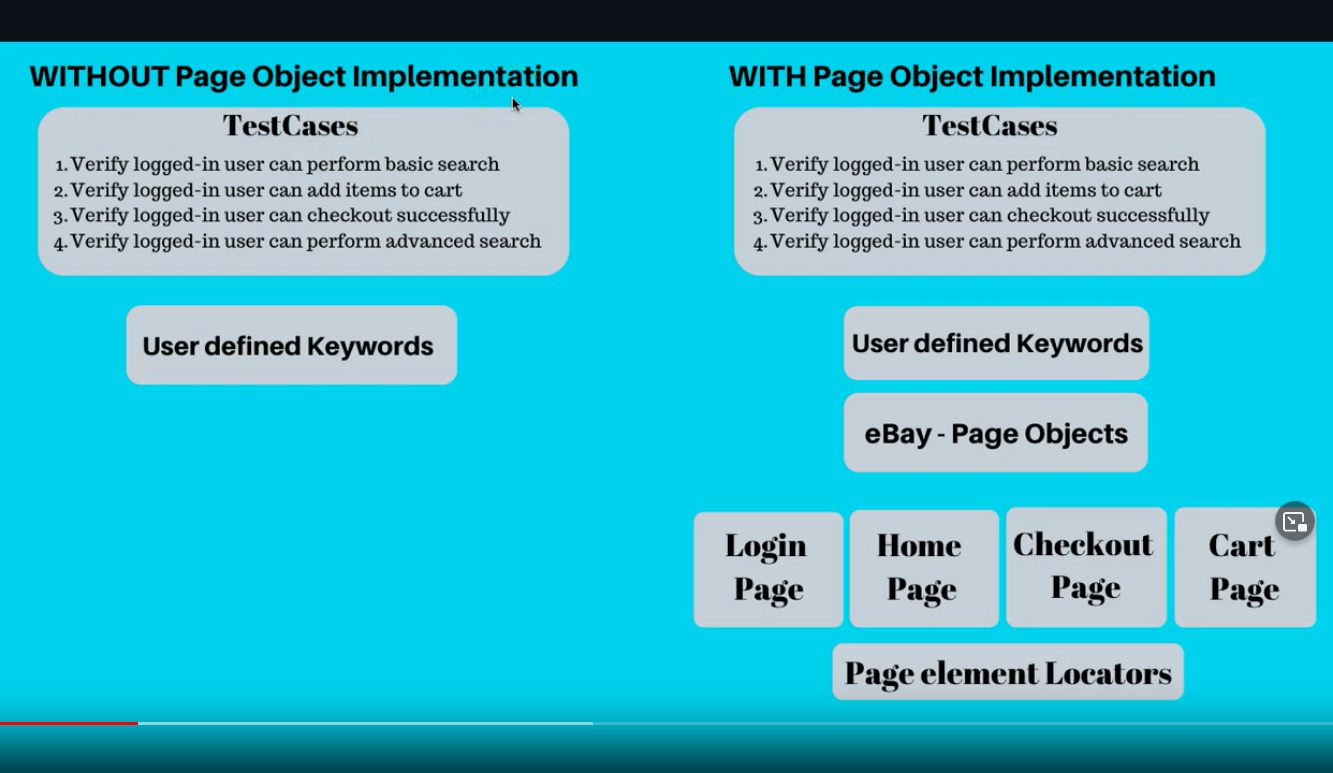 WITHOUT Page Object Implementation
TestCases
1. Verify logged-in user can perform basic search
2. Verify logged-in user can add items to cart
3. Verify logged-in user can checkout successfully
4. Verify logged-in user can perform advanced search
User defined Keywords
WITH Page Object Implementation
TestCases
1. Verify logged-in user can perform basic search
2. Verify logged-in user can add items to cart
3. Verify logged-in user can checkout successfully
4. Verify logged-in user can perform advanced search
User defined Keywords
eBay - Page Objects
Login
Page
Home
Page
Checkout
Page
Cart
Page
Page element Locators